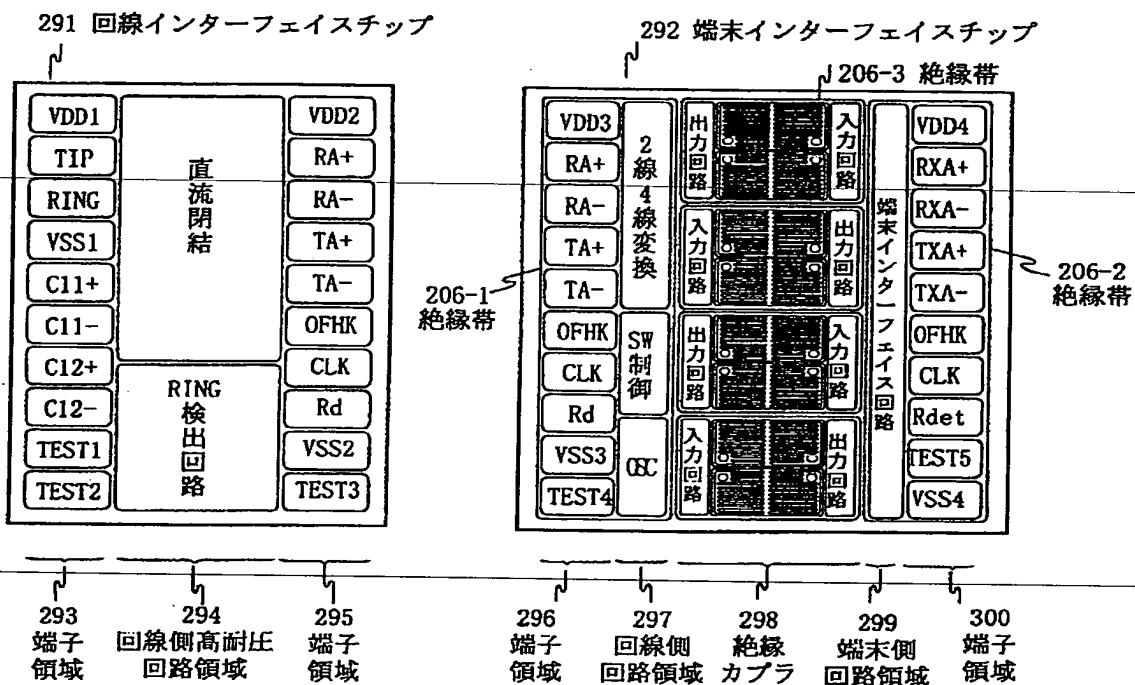 291 回線インターフェイスチップ
VDD1
TIP
RING
VSS1
C11+
C11-
C12+
C12-
TEST1
TEST2
直流閉結
RING
検出回路
VDD2
RA+
RA-
TA+
TA-
OFHK
CLK
Rd
VSS2
TEST3
293
端子
領域
294
回線側高耐圧
回路領域
295
端子
領域
292 端末インターフェイスチップ
206-3 絶縁帯
206-1
絶縁帯
VDD3
RA+
RA-
TA+
TA-
OFHK
CLK
Rd
VSS3
TEST4
2線4線変換
SW
制御
OSC
出力回路
入力回路
入力回路
出力回路
出力回路
入力回路
入力回路
出力回路
端末インターフェイス回路
VDD4
RXA+
RXA-
TXA+
TXA-
OFHK
CLK
Rdet
TEST5
VSS4
206-2
絶縁帯
296
端子
領域
297
回線側
回路領域
298
絶縁
カプラ
299
端末側
回路領域
300
端子
領域